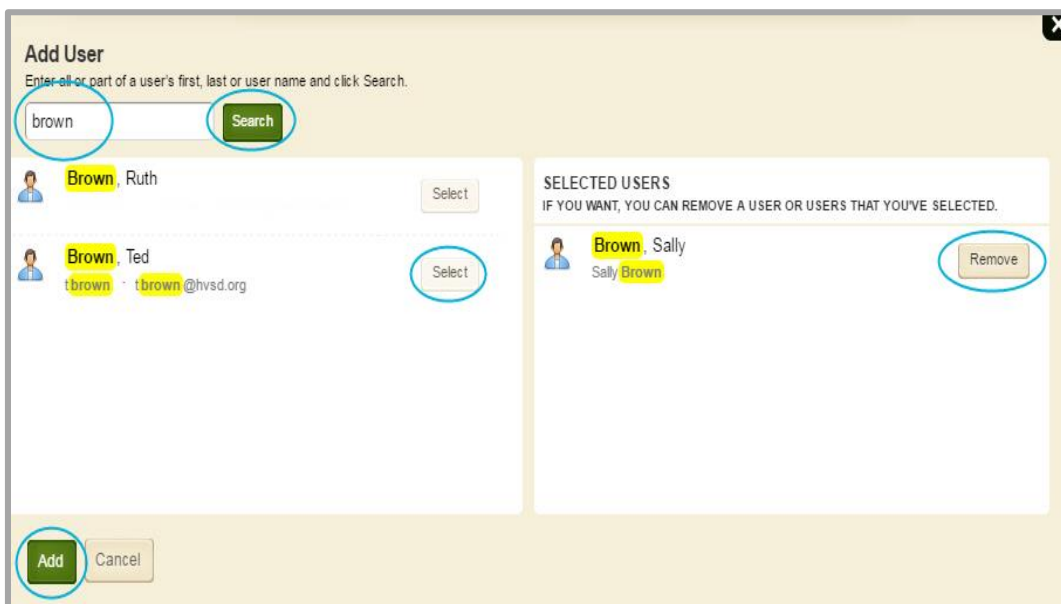 X
Add User
Enter all or part of a user's first, last or user name and click Search.
brown
Search
Brown, Ruth
Select
Brown, Ted
tbrown · tbrown@hvsd.org
Select
SELECTED USERS
IF YOU WANT, YOU CAN REMOVE A USER OR USERS THAT YOU'VE SELECTED.
Brown, Sally
Sally Brown
Remove
Add
Cancel